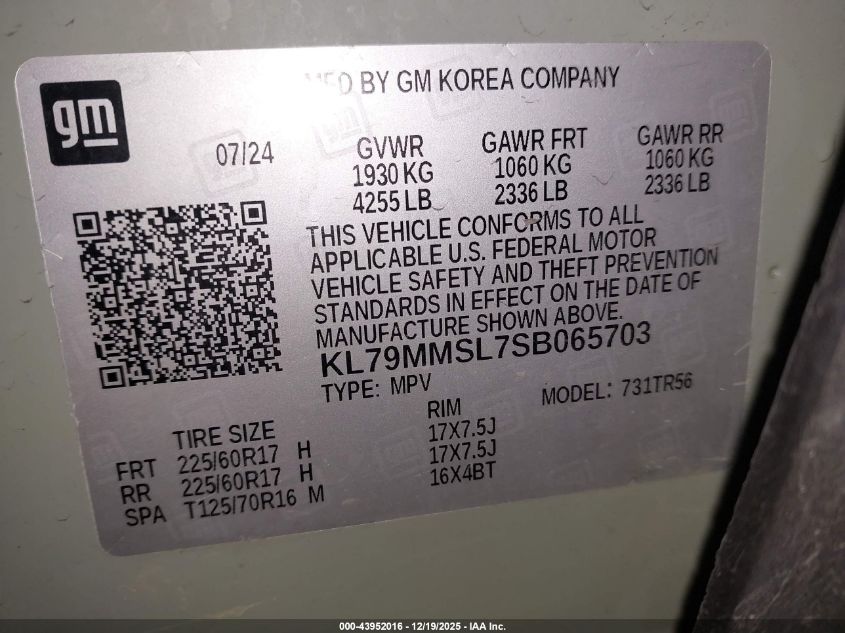 gm
MFD BY GM KOREA COMPANY
07/24
GVWR
1930 KG
4255 LB
GAWR FRT
1060 KG
2336 LB
GAWR RR
1060 KG
2336 LB
THIS VEHICLE CONFORMS TO ALL
APPLICABLE U.S. FEDERAL MOTOR
VEHICLE SAFETY AND THEFT PREVENTION
STANDARDS IN EFFECT ON THE DATE OF
MANUFACTURE SHOWN ABOVE.
KL79MMSL7SB065703
TYPE: MPV MODEL: 731TR56
TIRE SIZE RIM
FRT 225/60R17 H 17X7.5J
RR 225/60R17 H 17X7.5J
SPA T125/70R16 M 16X4BT
000-43952016 - 12/19/2025 - IAA Inc.